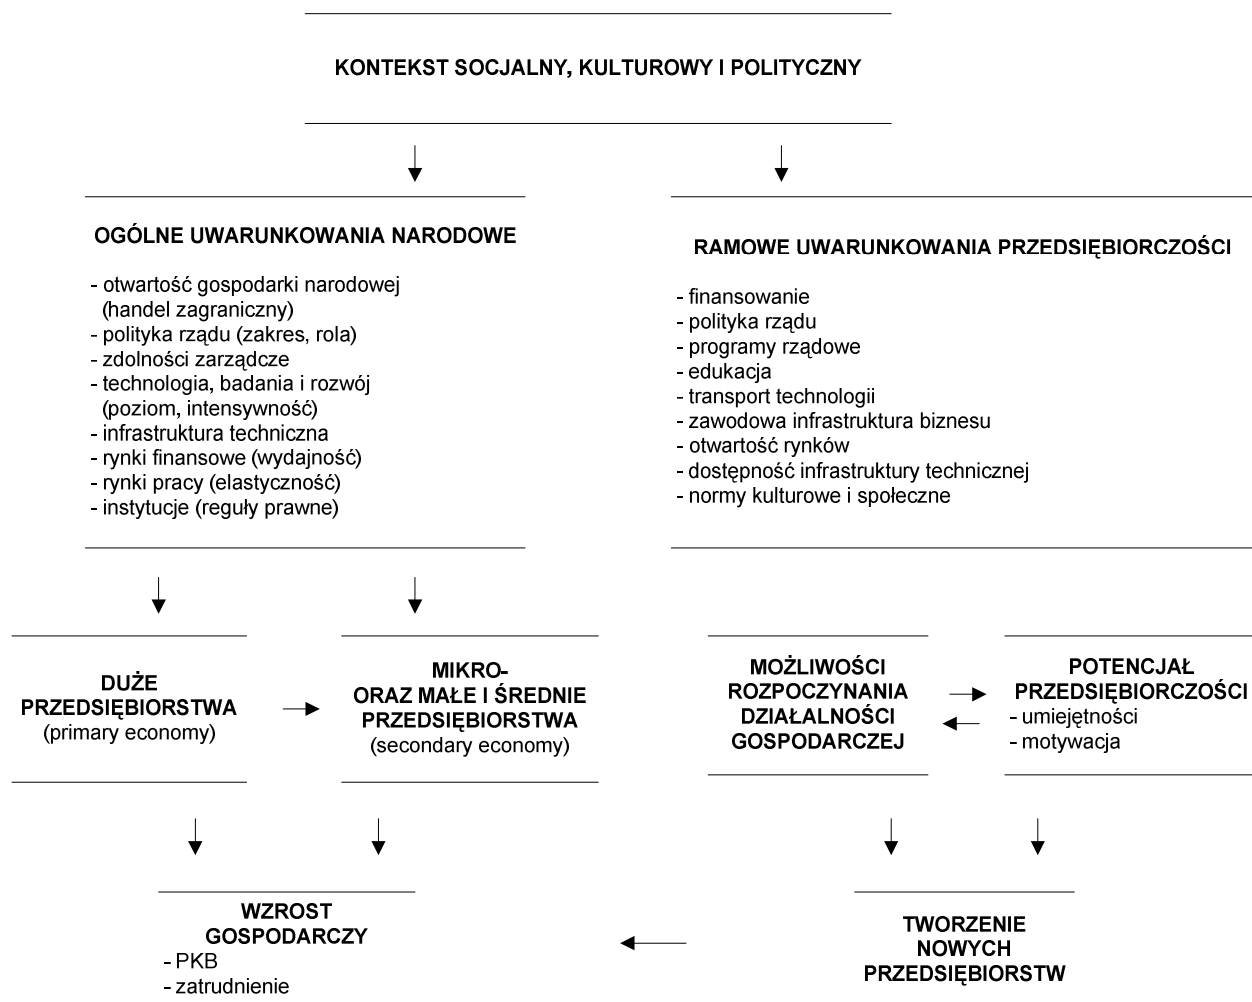 KONTEKST SOCJALNY, KULTUROWY I POLITYCZNY
OGÓLNE UWARUNKOWANIA NARODOWE
- otwartość gospodarki narodowej
(handel zagraniczny)
- polityka rządu (zakres, rola)
- zdolności zarządcze
- technologia, badania i rozwój
(poziom, intensywność)
- infrastruktura techniczna
- rynki finansowe (wydajność)
- rynki pracy (elastyczność)
- instytucje (reguły prawne)
RAMOWE UWARUNKOWANIA PRZEDSIĘBIORCZOŚCI
- finansowanie
- polityka rządu
- programy rządowe
- edukacja
- transport technologii
- zawodowa infrastruktura biznesu
- otwartość rynków
- dostępność infrastruktury technicznej
- normy kulturowe i społeczne
DUŻE
PRZEDSIĘBIORSTWA
(primary economy)
MIKRO-
ORAZ MAŁE I ŚREDNIE
PRZEDSIĘBIORSTWA
(secondary economy)
MOŻLIWOŚCI
ROZPOCZYNANIA
DZIAŁALNOŚCI
GOSPODARCZEJ
POTENCJAŁ
PRZEDSIĘBIORCZOŚCI
- umiejętności
- motywacja
WZROST
GOSPODARCZY
- PKB
- zatrudnienie
TWORZENIE
NOWYCH
PRZEDSIĘBIORSTW